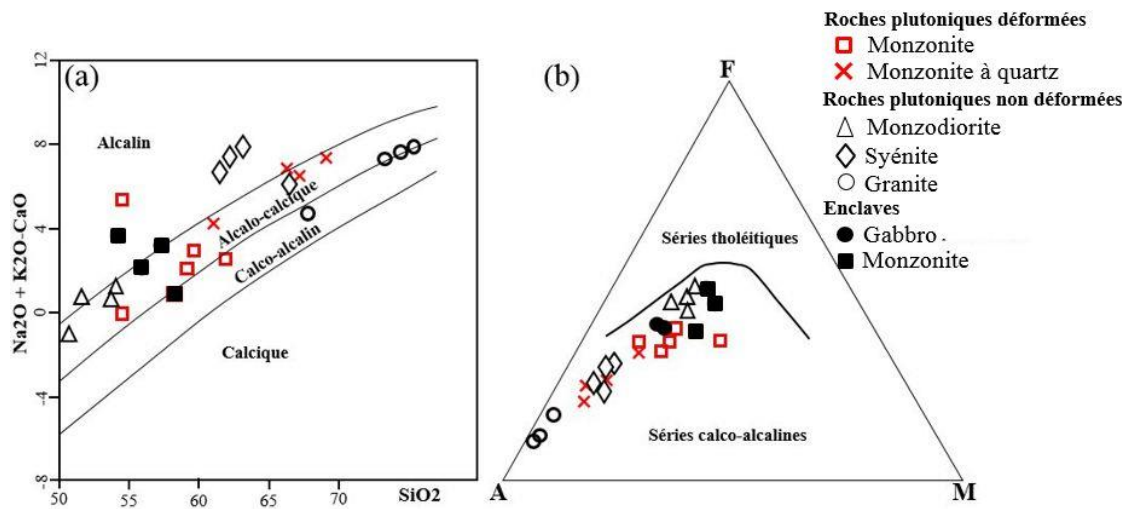 (a)
12
8
4
0
-4
-8
Na2O + K2O-CaO
50
55
60
65
70
SiO2
Alcalin
Alcalo-calcique
Calco-alcalin
Calcique
(b)
F
A
M
Séries tholéitiques
Séries calco-alcalines
Roches plutoniques déformées
Monzonite
Monzonite à quartz
Roches plutoniques non déformées
Monzodiorite
Syénite
Granite
Enclaves
Gabbro
Monzonite